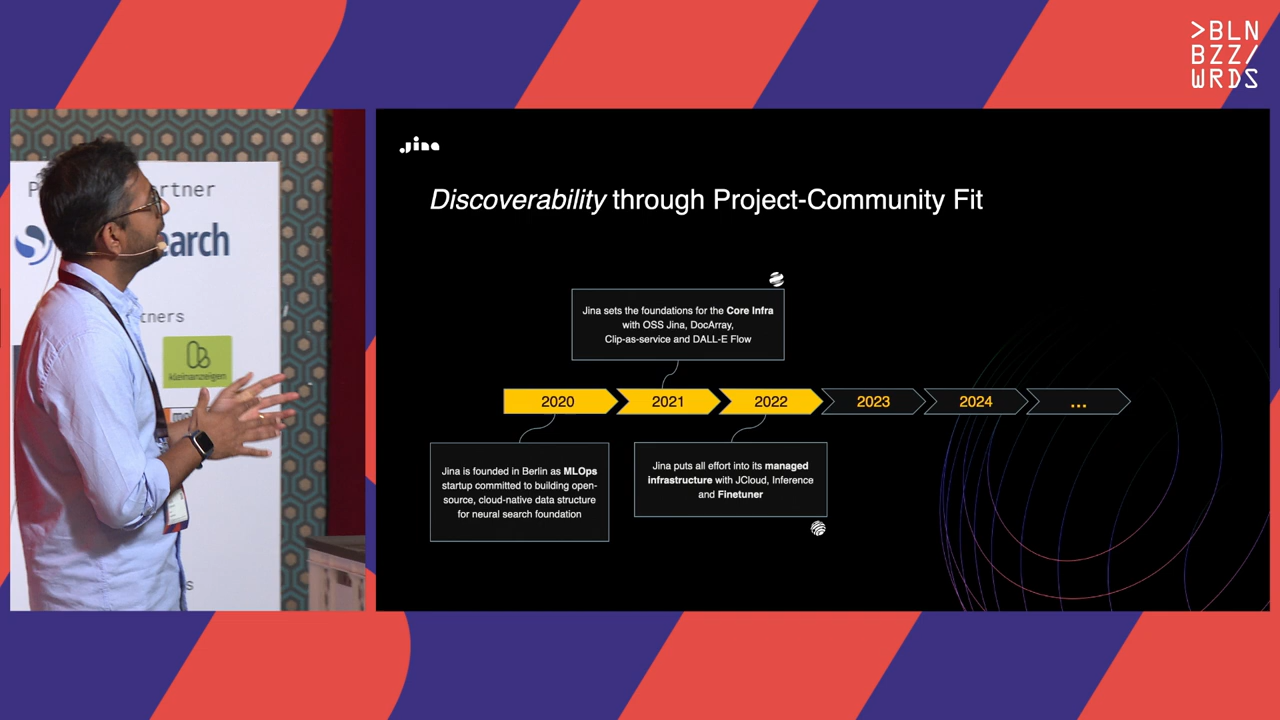 >BLN
BZZ/
WRDS
rtner
earch
tners
kleinanzeigen
s
Jina
Discoverability through Project-Community Fit
Jina sets the foundations for the Core Infra
with OSS Jina, DocArray,
Clip-as-service and DALL-E Flow
2020
2021
2022
2023
2024
...
Jina is founded in Berlin as MLOps
startup committed to building open-
source, cloud-native data structure
for neural search foundation
Jina puts all effort into its managed
infrastructure with JCloud, Inference
and Finetuner